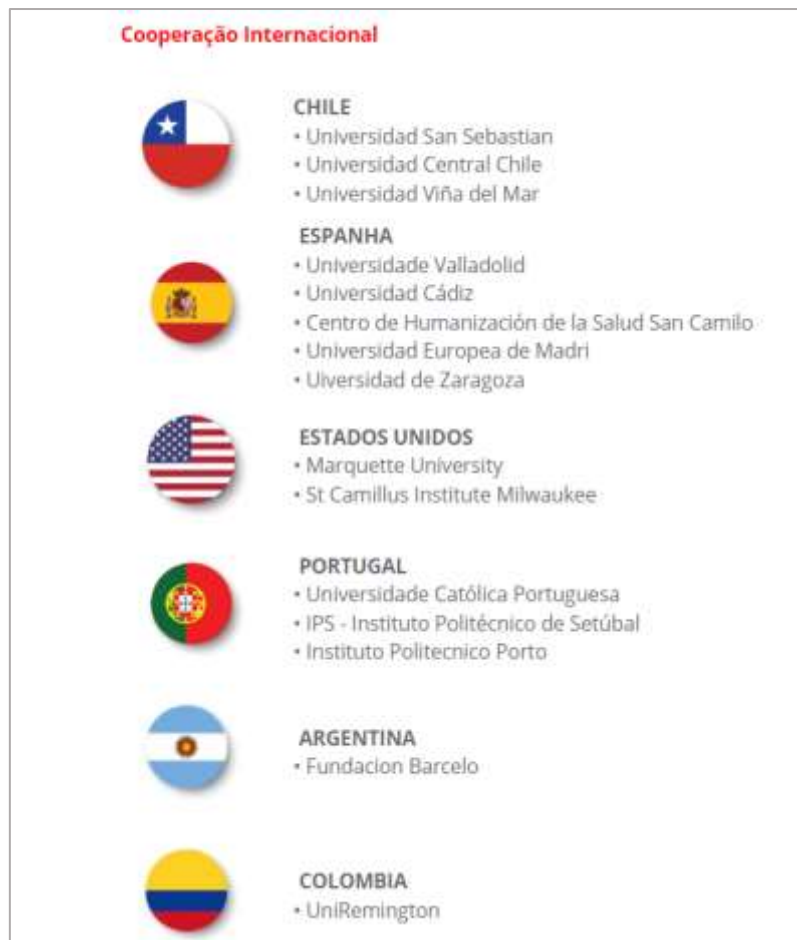 Cooperação Internacional
CHILE
• Universidad San Sebastian
• Universidad Central Chile
• Universidad Viña del Mar
ESPANHA
• Universidade Valladolid
• Universidad Cádiz
• Centro de Humanización de la Salud San Camilo
• Universidad Europea de Madri
• Uiversidad de Zaragoza
ESTADOS UNIDOS
• Marquette University
• St Camillus Institute Milwaukee
PORTUGAL
• Universidade Católica Portuguesa
• IPS - Instituto Politécnico de Setúbal
• Instituto Politecnico Porto
ARGENTINA
• Fundacion Barcelo
COLOMBIA
• UniRemington